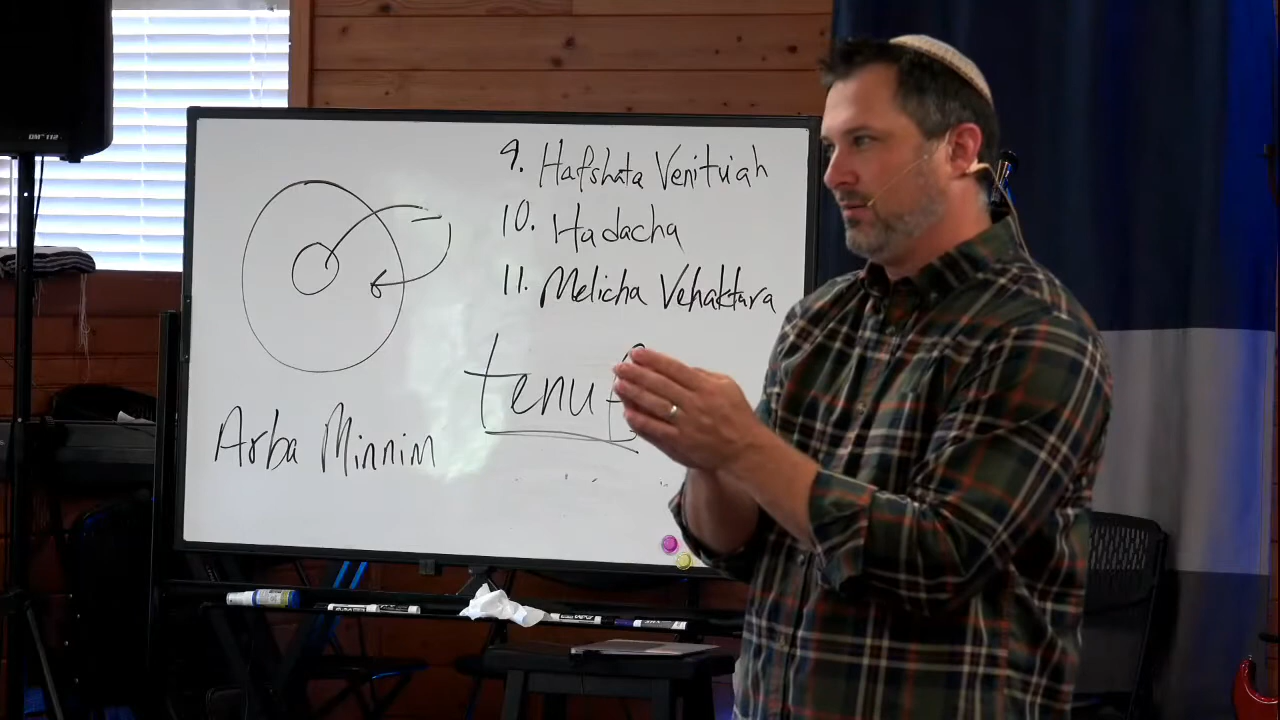 9. Hafshata Venituah
10. Hadacha
11. Melicha Vehaktara
Arba Minnim